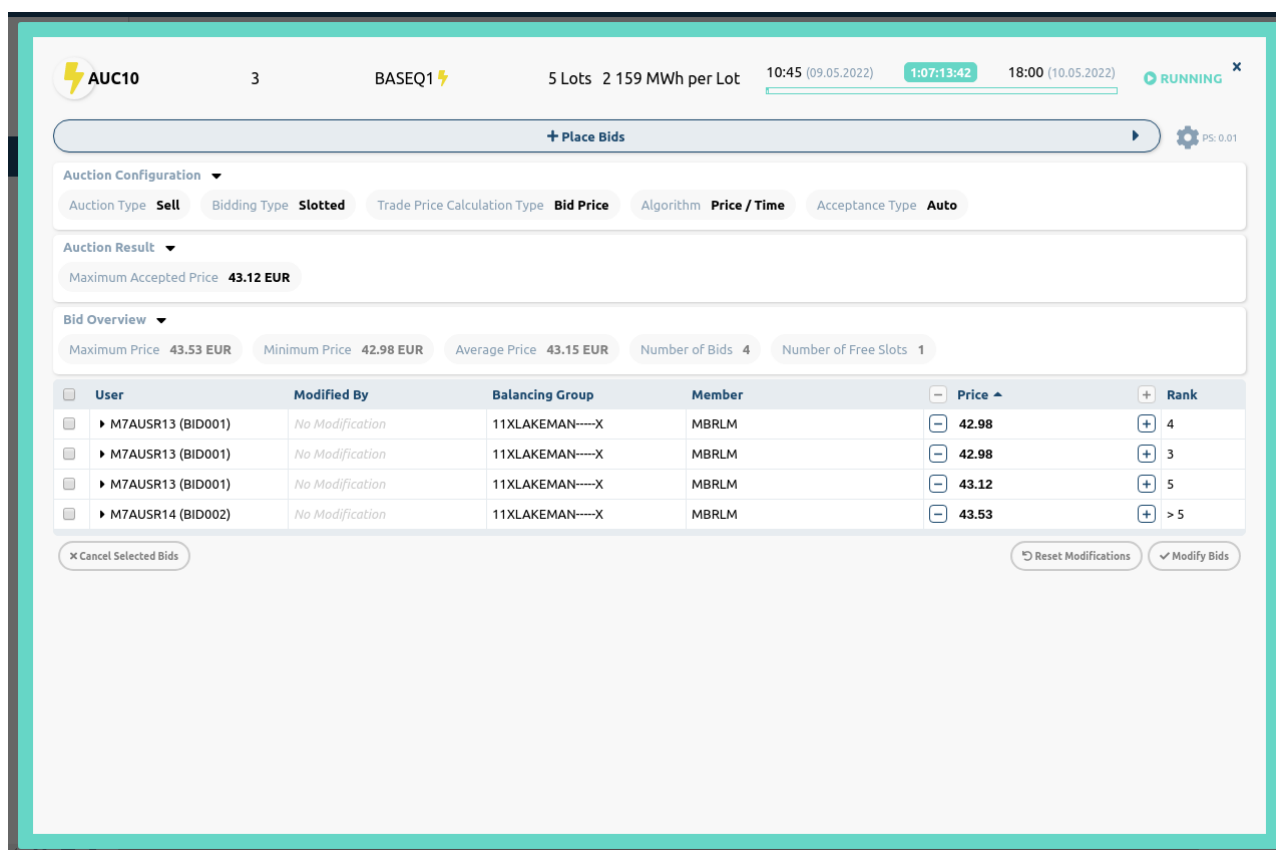 AUC10 3 BASEQ1 5 Lots 2 159 MWh per Lot 10:45 (09.05.2022) 1:07:13:42 18:00 (10.05.2022) RUNNING ×
+ Place Bids PS: 0.01
Auction Configuration
Auction Type Sell Bidding Type Slotted Trade Price Calculation Type Bid Price Algorithm Price / Time Acceptance Type Auto
Auction Result
Maximum Accepted Price 43.12 EUR
Bid Overview
Maximum Price 43.53 EUR Minimum Price 42.98 EUR Average Price 43.15 EUR Number of Bids 4 Number of Free Slots 1
User Modified By Balancing Group Member − Price + Rank
M7AUSR13 (BID001) No Modification 11XLAKEMAN-----X MBRLM − 42.98 + 4
M7AUSR13 (BID001) No Modification 11XLAKEMAN-----X MBRLM − 42.98 + 3
M7AUSR13 (BID001) No Modification 11XLAKEMAN-----X MBRLM − 43.12 + 5
M7AUSR14 (BID002) No Modification 11XLAKEMAN-----X MBRLM − 43.53 + > 5
× Cancel Selected Bids Reset Modifications Modify Bids